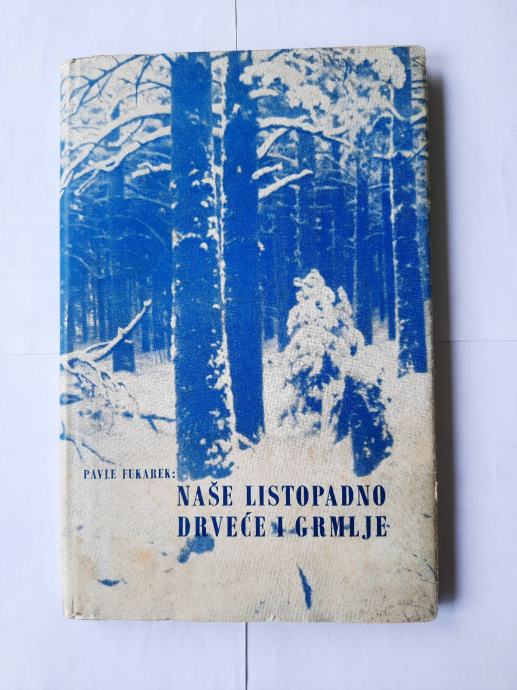 PAVLE FUKAREK:
NAŠE LISTOPADNO
DRVEĆE I GRMLJE